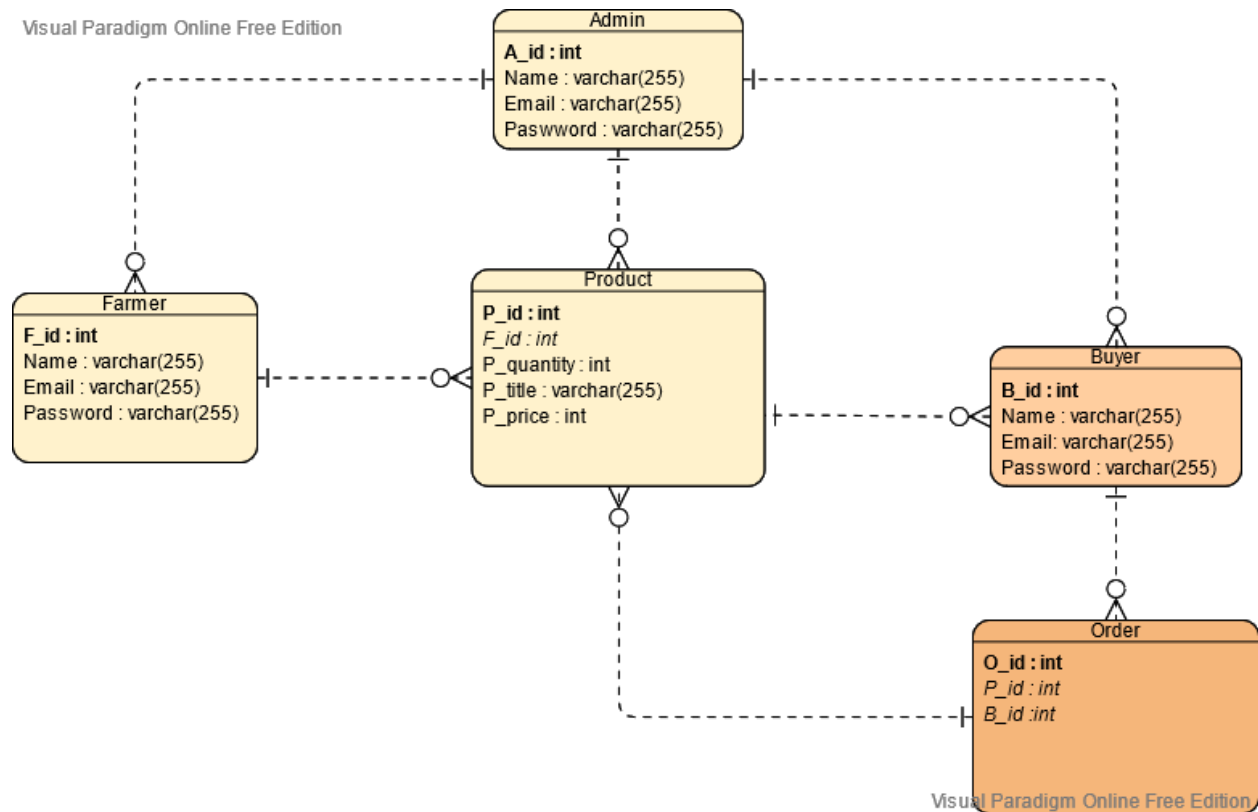 Visual Paradigm Online Free Edition
Admin
A_id : int
Name : varchar(255)
Email : varchar(255)
Paswword : varchar(255)
Farmer
F_id : int
Name : varchar(255)
Email : varchar(255)
Password : varchar(255)
Product
P_id : int
F_id : int
P_quantity : int
P_title : varchar(255)
P_price : int
Buyer
B_id : int
Name : varchar(255)
Email: varchar(255)
Password : varchar(255)
Order
O_id : int
P_id : int
B_id :int
Visual Paradigm Online Free Edition